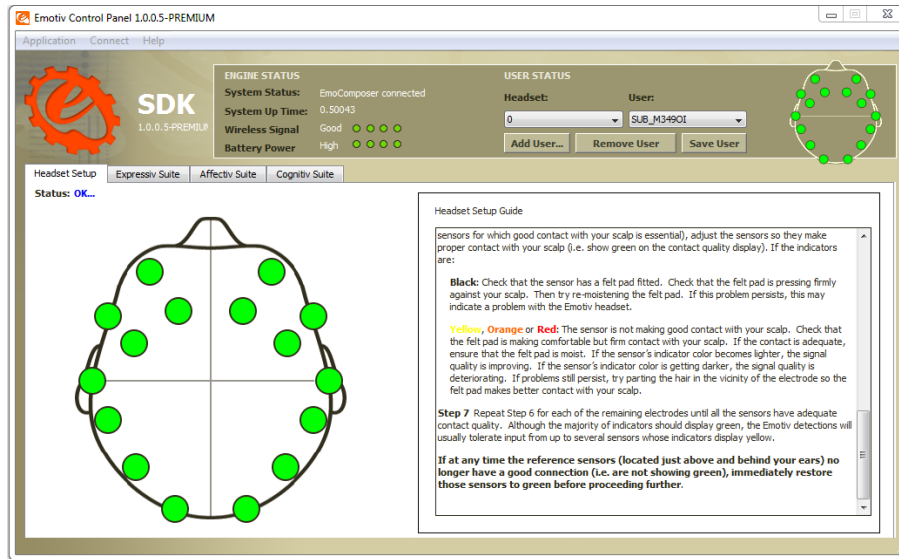 Emotiv Control Panel 1.0.0.5-PREMIUM
Application Connect Help
ENGINE STATUS
System Status: EmoComposer connected
System Up Time: 0.50043
Wireless Signal Good
Battery Power High
USER STATUS
Headset: User:
0 SUB_M349OI
Add User... Remove User Save User
SDK
1.0.0.5-PREMIUM
Headset Setup Expressiv Suite Affectiv Suite Cognitiv Suite
Status: OK...
Headset Setup Guide
sensors for which good contact with your scalp is essential), adjust the sensors so they make
proper contact with your scalp (i.e. show green on the contact quality display). If the indicators
are:
Black: Check that the sensor has a felt pad fitted. Check that the felt pad is pressing firmly
against your scalp. Then try re-moistening the felt pad. If this problem persists, this may
indicate a problem with the Emotiv headset.
Yellow, Orange or Red: The sensor is not making good contact with your scalp. Check that
the felt pad is making comfortable but firm contact with your scalp. If the contact is adequate,
ensure that the felt pad is moist. If the sensor's indicator color becomes lighter, the signal
quality is improving. If the sensor's indicator color is getting darker, the signal quality is
deteriorating. If problems still persist, try parting the hair in the vicinity of the electrode so the
felt pad makes better contact with your scalp.
Step 7 Repeat Step 6 for each of the remaining electrodes until all the sensors have adequate
contact quality. Although the majority of indicators should display green, the Emotiv detections will
usually tolerate input from up to several sensors whose indicators display yellow.
If at any time the reference sensors (located just above and behind your ears) no
longer have a good connection (i.e. are not showing green), immediately restore
those sensors to green before proceeding further.